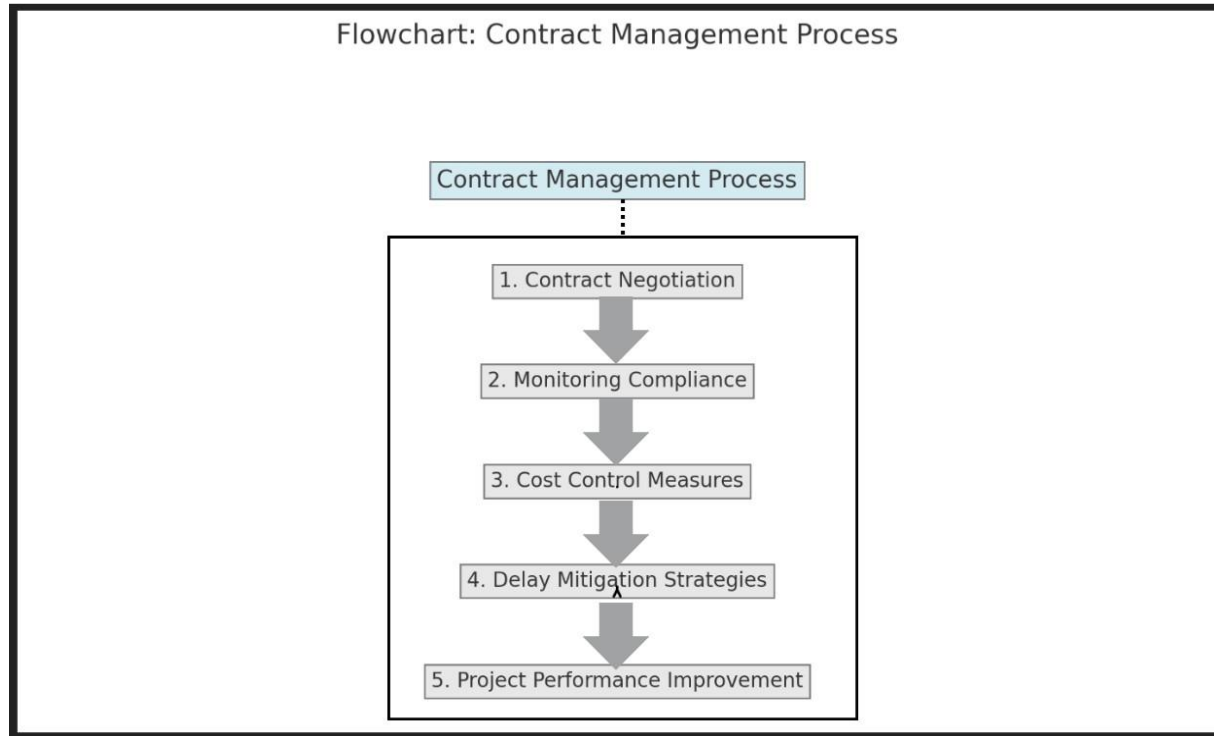 Flowchart: Contract Management Process
Contract Management Process
1. Contract Negotiation
2. Monitoring Compliance
3. Cost Control Measures
4. Delay Mitigation Strategies
5. Project Performance Improvement